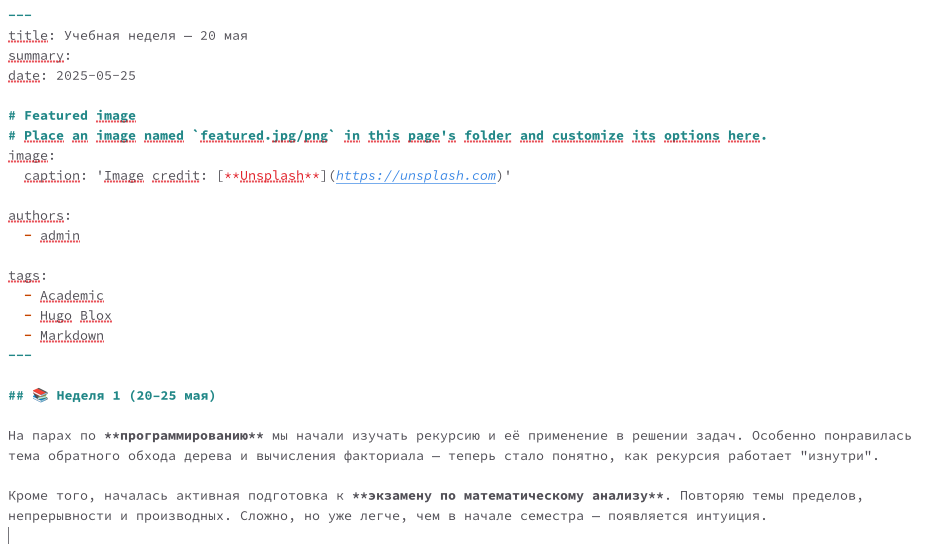 ---
title: Учебная неделя — 20 мая
summary:
date: 2025-05-25

# Featured image
# Place an image named `featured.jpg/png` in this page's folder and customize its options here.
image:
  caption: 'Image credit: [**Unsplash**](https://unsplash.com)'

authors:
  - admin

tags:
  - Academic
  - Hugo Blox
  - Markdown
---

## 📚 Неделя 1 (20–25 мая)

На парах по **программированию** мы начали изучать рекурсию и её применение в решении задач. Особенно понравилась
тема обратного обхода дерева и вычисления факториала — теперь стало понятно, как рекурсия работает "изнутри".

Кроме того, началась активная подготовка к **экзамену по математическому анализу**. Повторяю темы пределов,
непрерывности и производных. Сложно, но уже легче, чем в начале семестра — появляется интуиция.